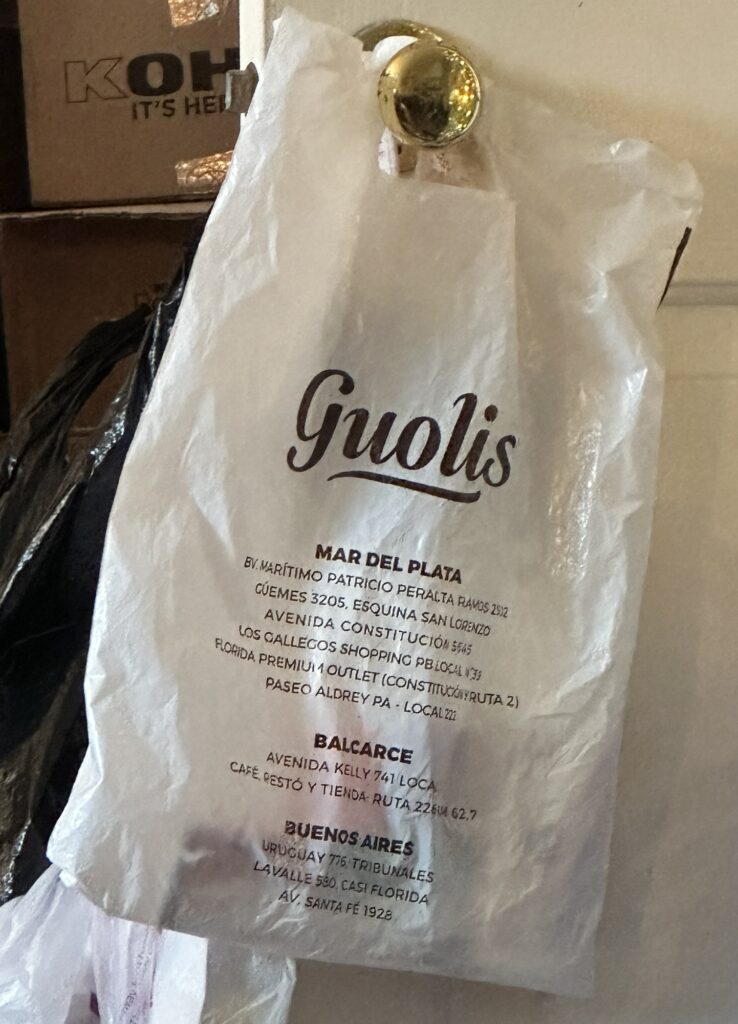 KOH
IT'S HE
Guolis
MAR DEL PLATA
BV. MARÍTIMO PATRICIO PERALTA RAMOS 2502
GÜEMES 3205, ESQUINA SAN LORENZO
AVENIDA CONSTITUCIÓN 5545
LOS GALLEGOS SHOPPING PB LOCAL N°39
FLORIDA PREMIUM OUTLET (CONSTITUCIÓN Y RUTA 2)
PASEO ALDREY PA - LOCAL 222
BALCARCE
AVENIDA KELLY 741 LOCA
CAFÉ, RESTÓ Y TIENDA: RUTA 226 KM 62,7
BUENOS AIRES
URUGUAY 776, TRIBUNALES
LAVALLE 580, CASI FLORIDA
AV. SANTA FÉ 1928